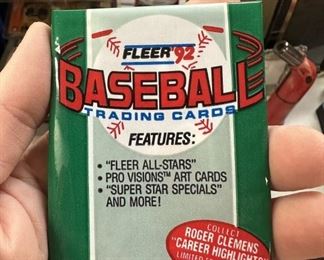 FLEER '92
BASEBALL
TRADING CARDS
FEATURES:
• "FLEER ALL-STARS"
• PRO VISIONS™ ART CARDS
• "SUPER STAR SPECIALS"
AND MORE!
COLLECT
ROGER CLEMENS
"CAREER HIGHLIGHTS"
LIMITED